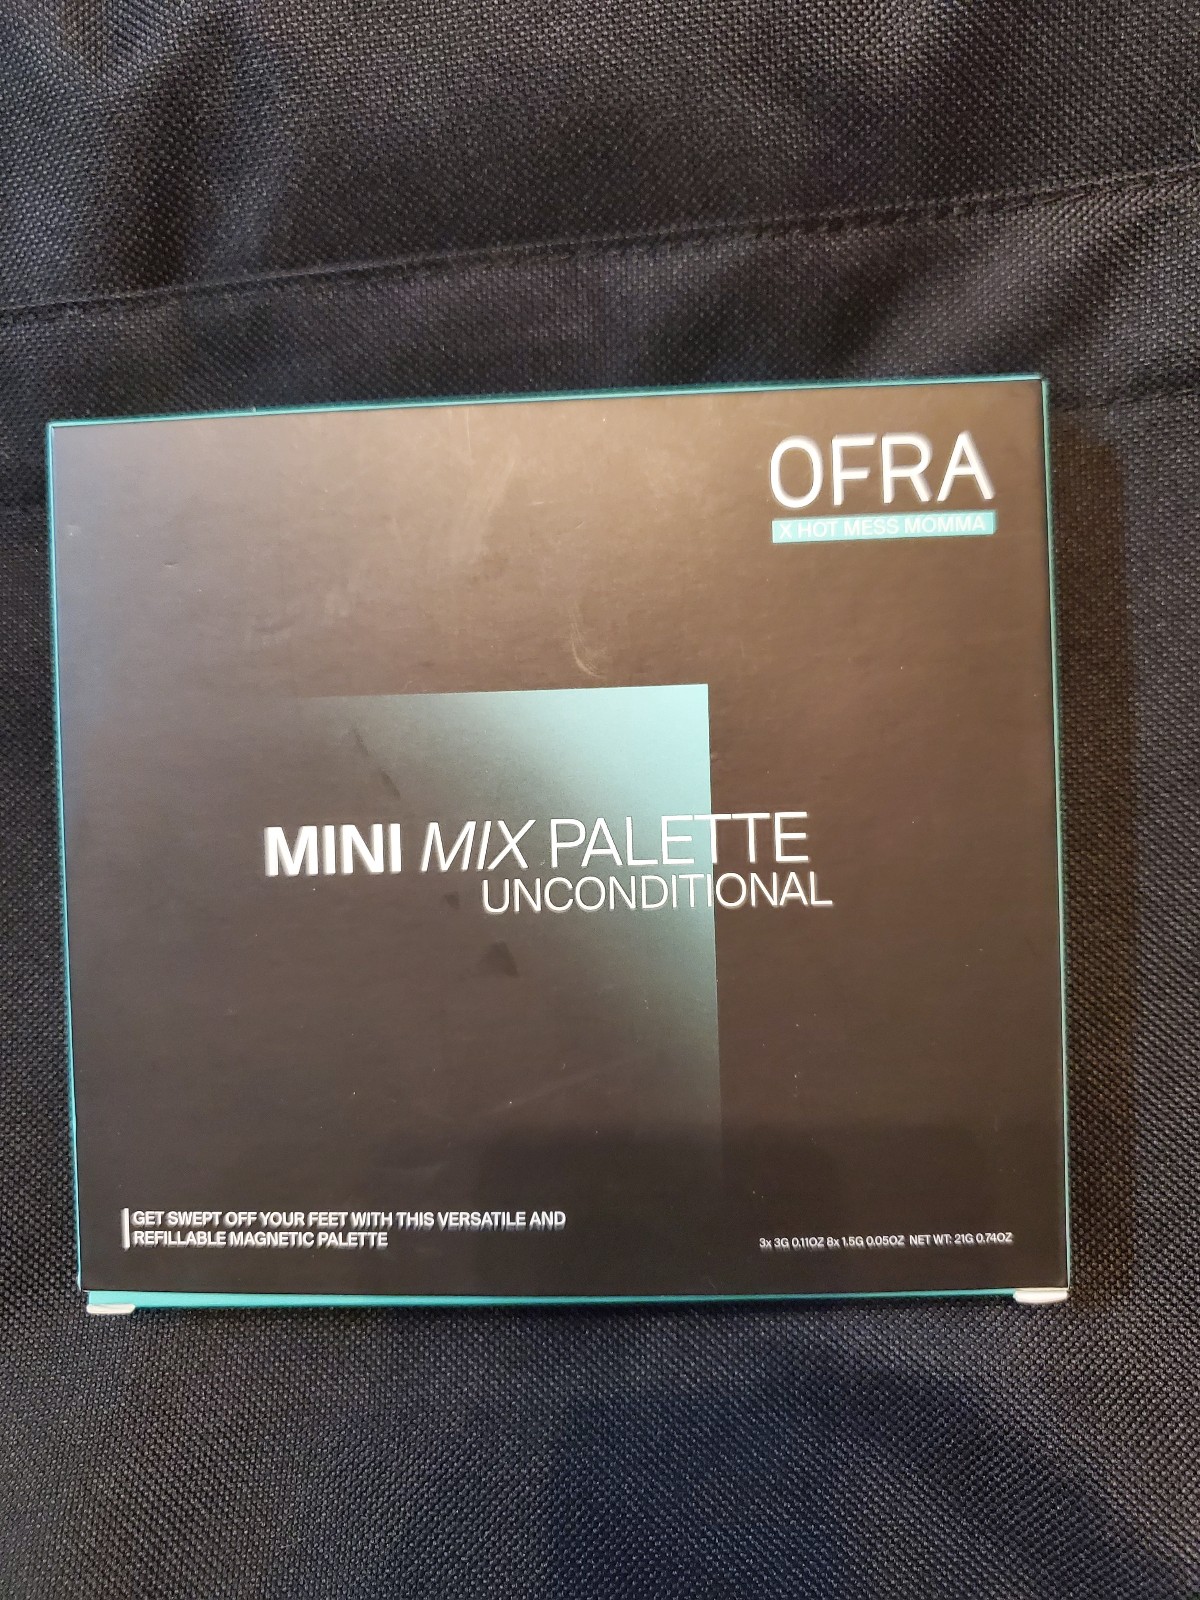 OFRA
X HOT MESS MOMMA
MINI MIX PALETTE
UNCONDITIONAL
GET SWEPT OFF YOUR FEET WITH THIS VERSATILE AND
REFILLABLE MAGNETIC PALETTE
3x 3G 0.11OZ 8x 1.5G 0.05OZ NET WT: 21G 0.74OZ